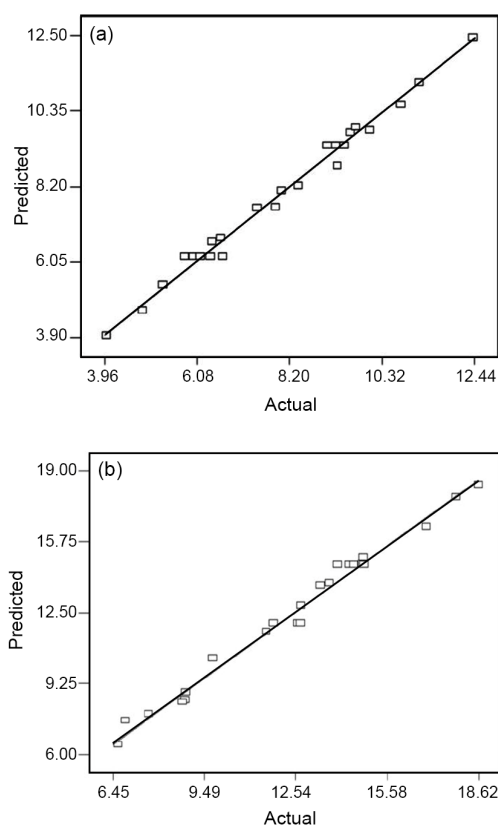 (a)
12.50
10.35
8.20
6.05
3.90
Predicted
3.96 6.08 8.20 10.32 12.44
Actual
(b)
19.00
15.75
12.50
9.25
6.00
Predicted
6.45 9.49 12.54 15.58 18.62
Actual